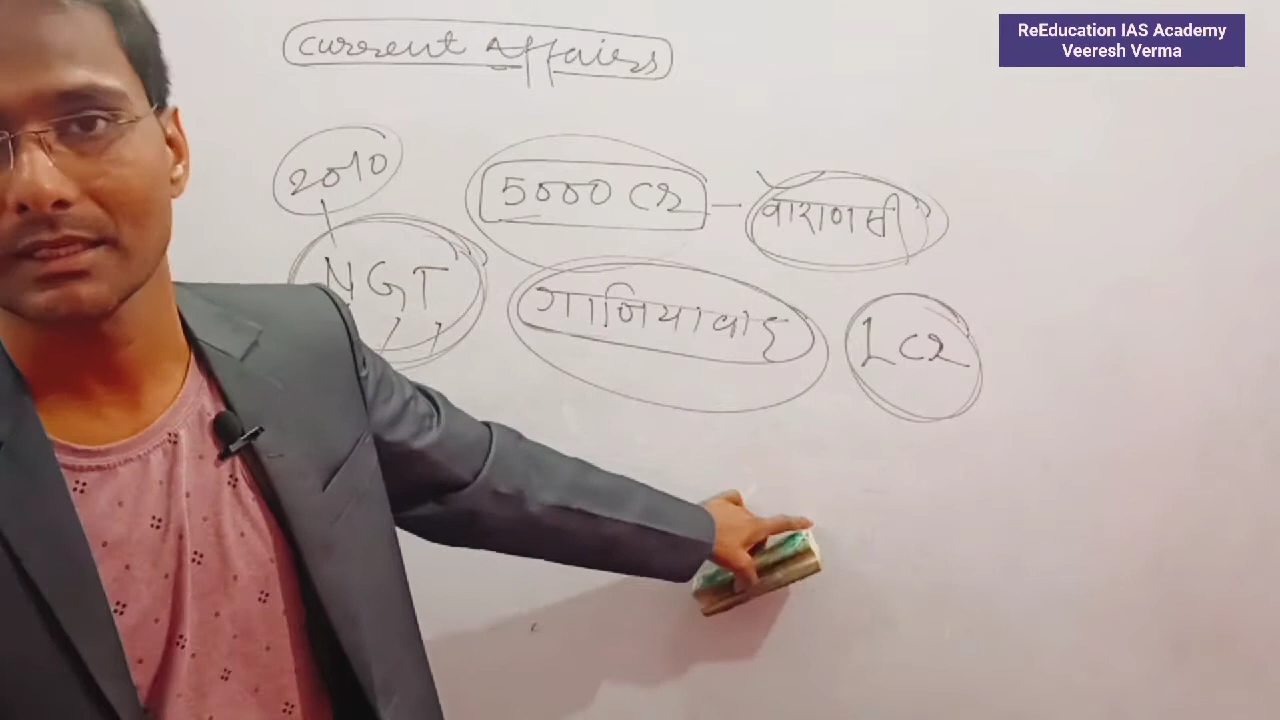 ReEducation IAS Academy
Veeresh Verma
Current Affairs
2010
5000 Cr - वाराणसी
NGT
गाजियाबाद
1 Cr